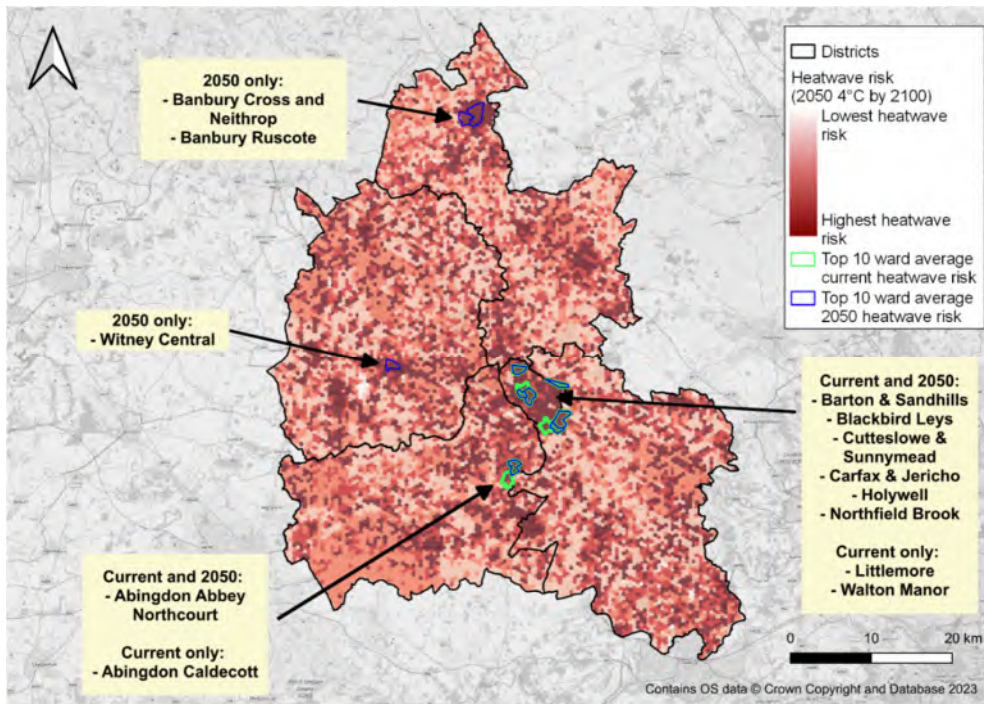 2050 only:
- Banbury Cross and
Neithrop
- Banbury Ruscote
Districts
Heatwave risk
(2050 4°C by 2100)
Lowest heatwave
risk
Highest heatwave
risk
Top 10 ward average
current heatwave risk
Top 10 ward average
2050 heatwave risk
2050 only:
- Witney Central
Current and 2050:
- Barton & Sandhills
- Blackbird Leys
- Cutteslowe &
Sunnymead
- Carfax & Jericho
- Holywell
- Northfield Brook
Current only:
- Littlemore
- Walton Manor
Current and 2050:
- Abingdon Abbey
Northcourt
Current only:
- Abingdon Caldecott
0 10 20 km
Contains OS data © Crown Copyright and Database 2023